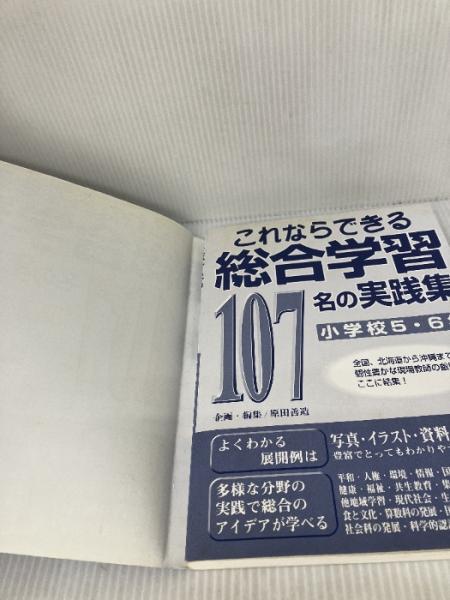 これならできる
総合学習
107
名の実践集
小学校5・6
全国、北海道から沖縄まで
個性豊かな現場教師の
ここに結集!
企画・編集/原田善造
よくわかる
展開例は
写真・イラスト・資料
豊富でとってもわかりや
多様な分野の
実践で総合の
アイデアが学べる
平和・人権・環境・情報・国
健康・福祉・共生教育・集
他地域学習・現代社会・生
食と文化・算数科の発展・国
社会科の発展・科学的認